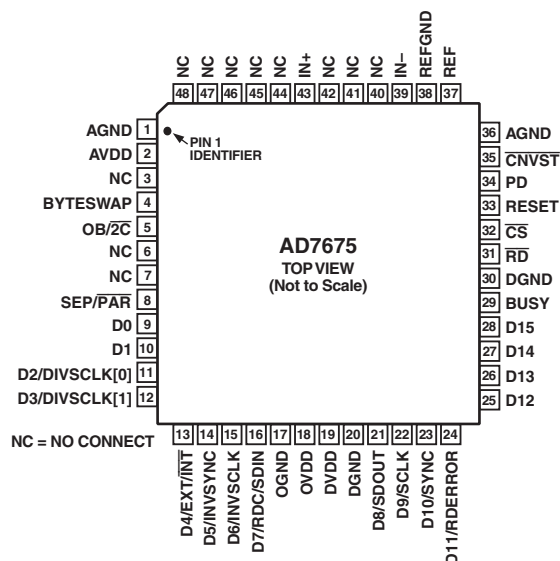 NC
NC
NC
NC
NC
IN+
NC
NC
NC
IN–
REFGND
REF
48 47 46 45 44 43 42 41 40 39 38 37
AGND 1
AVDD 2
NC 3
BYTESWAP 4
OB/2C 5
NC 6
NC 7
SEP/PAR 8
D0 9
D1 10
D2/DIVSCLK[0] 11
D3/DIVSCLK[1] 12
PIN 1
IDENTIFIER
AD7675
TOP VIEW
(Not to Scale)
36 AGND
35 CNVST
34 PD
33 RESET
32 CS
31 RD
30 DGND
29 BUSY
28 D15
27 D14
26 D13
25 D12
NC = NO CONNECT
13 14 15 16 17 18 19 20 21 22 23 24
D4/EXT/INT
D5/INVSYNC
D6/INVSCLK
D7/RDC/SDIN
OGND
OVDD
DVDD
DGND
D8/SDOUT
D9/SCLK
D10/SYNC
D11/RDERROR